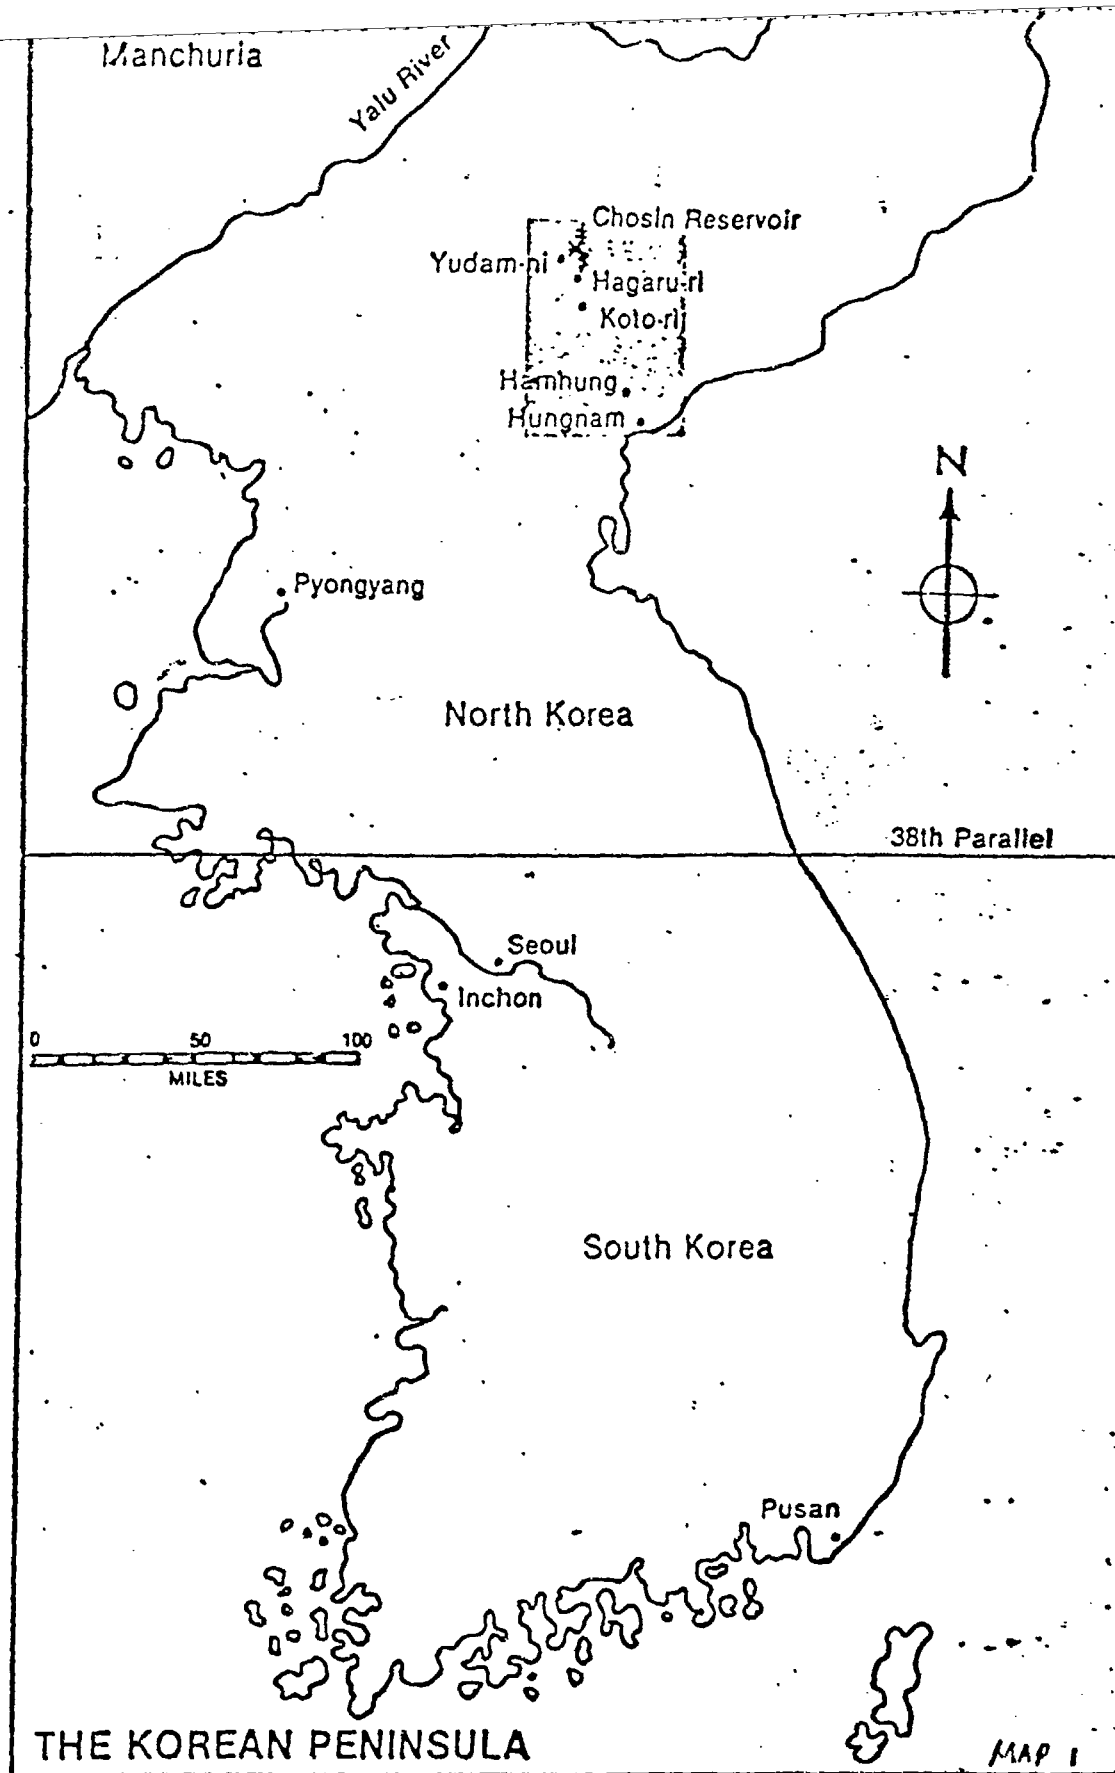 Manchuria
Yalu River
Chosin Reservoir
Yudam-ni
Hagaru-ri
Koto-ri
Hamhung
Hungnam
N
Pyongyang
North Korea
38th Parallel
Seoul
Inchon
0 50 100
MILES
South Korea
Pusan
THE KOREAN PENINSULA
MAP 1